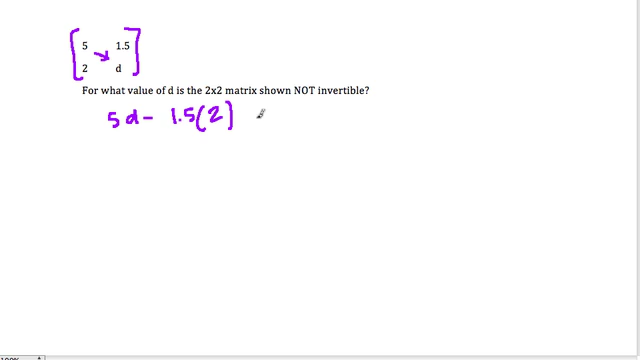 5 1.5
2 d
For what value of d is the 2x2 matrix shown NOT invertible?
5d - 1.5(2)
100%